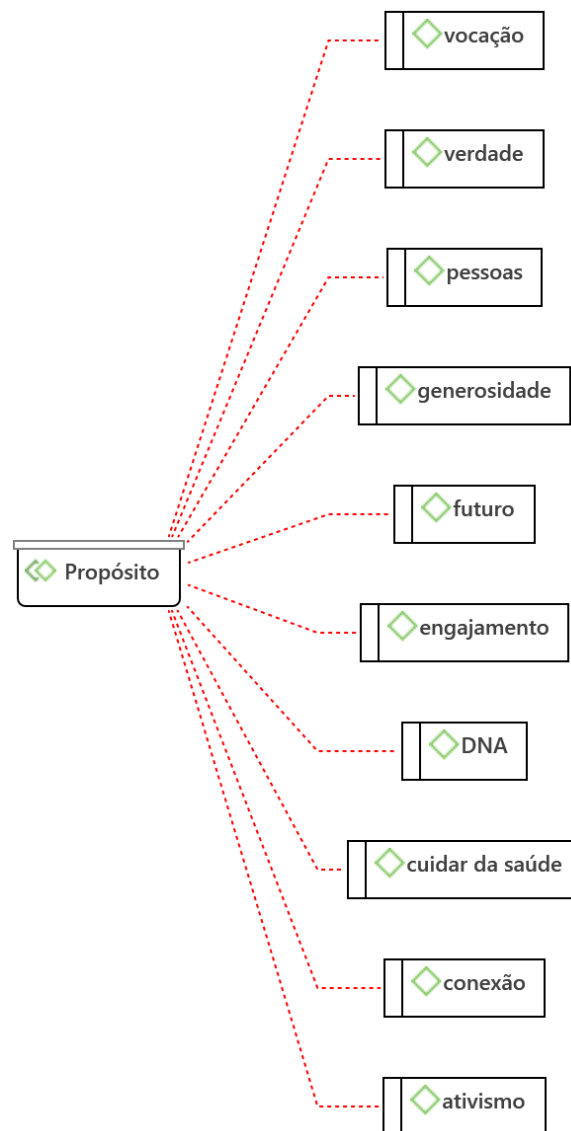 vocação
verdade
pessoas
generosidade
futuro
Propósito
engajamento
DNA
cuidar da saúde
conexão
ativismo